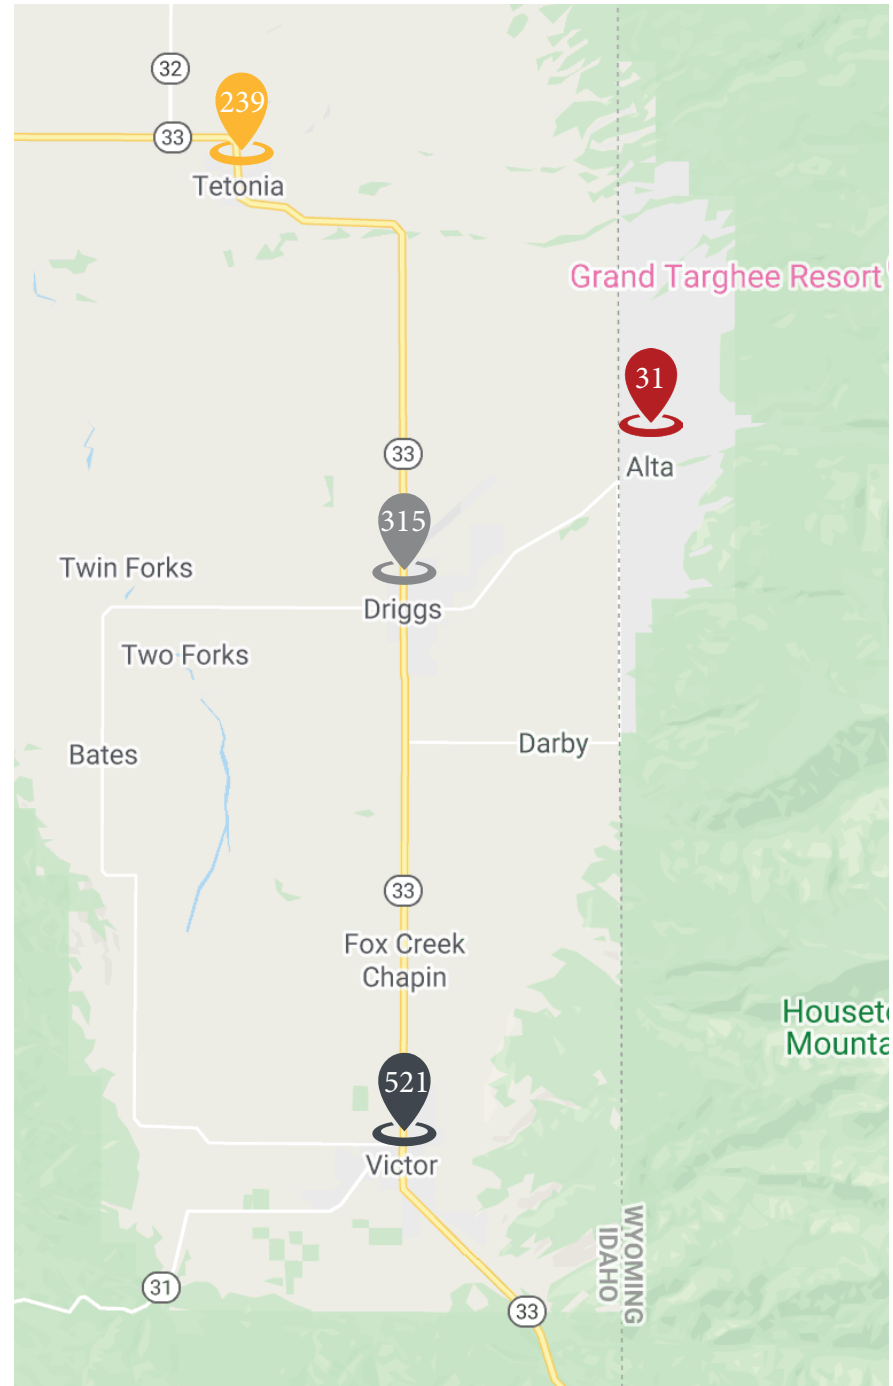 32
239
33
Tetonia
Grand Targhee Resort
31
33
Alta
315
Twin Forks
Driggs
Two Forks
Darby
Bates
33
Fox Creek
Chapin
Mounta
521
Victor
WYOMING
IDAHO
31
33